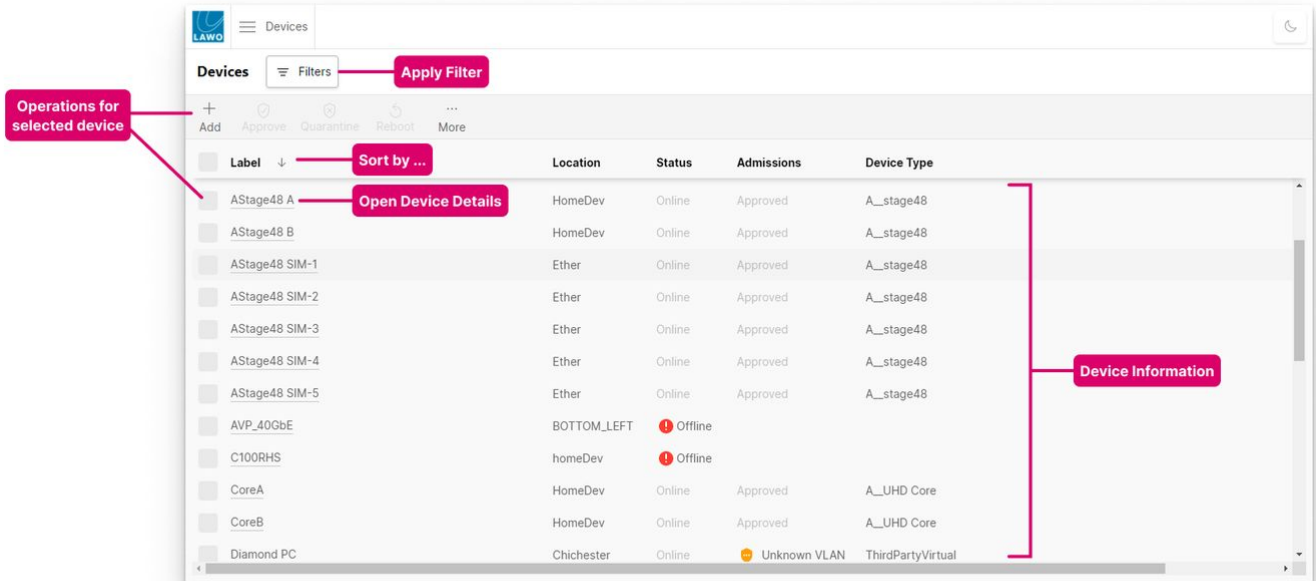 LAWO
Devices
Devices
Filters
Apply Filter
Operations for
selected device
Add
Approve
Quarantine
Reboot
...
More
Label ↓
Sort by ...
Location
Status
Admissions
Device Type
AStage48 A
Open Device Details
HomeDev Online Approved A__stage48
AStage48 B HomeDev Online Approved A__stage48
AStage48 SIM-1 Ether Online Approved A__stage48
AStage48 SIM-2 Ether Online Approved A__stage48
AStage48 SIM-3 Ether Online Approved A__stage48
AStage48 SIM-4 Ether Online Approved A__stage48
AStage48 SIM-5 Ether Online Approved A__stage48
Device Information
AVP_40GbE BOTTOM_LEFT Offline
C100RHS homeDev Offline
CoreA HomeDev Online Approved A__UHD Core
CoreB HomeDev Online Approved A__UHD Core
Diamond PC Chichester Online Unknown VLAN ThirdPartyVirtual